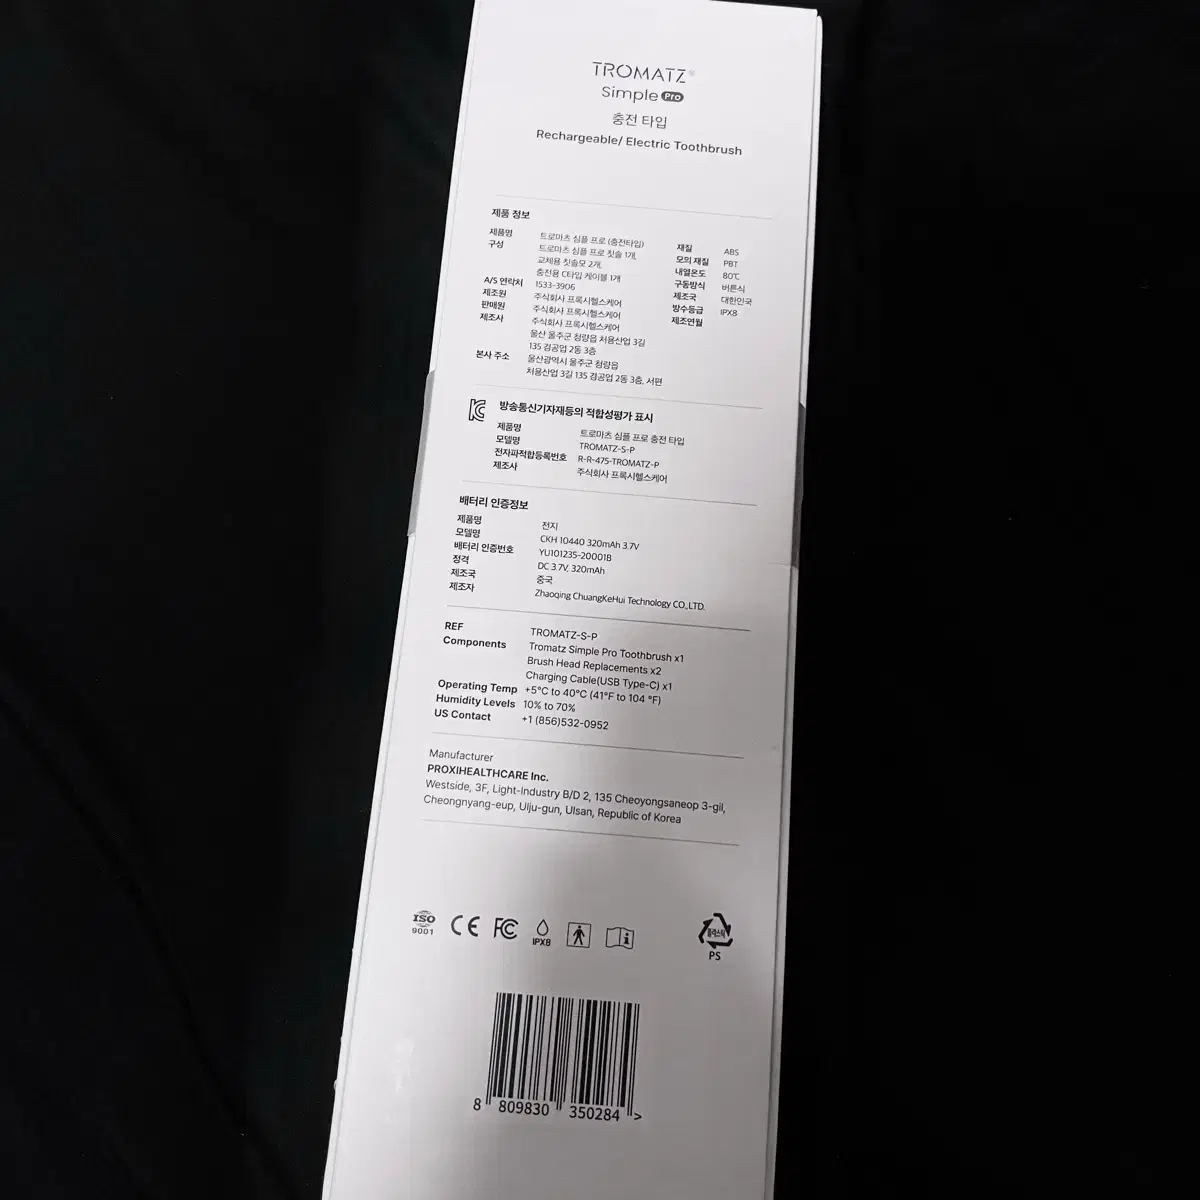 TROMATZ®
Simple Pro
충전 타입
Rechargeable/ Electric Toothbrush
제품 정보
제품명 트로마츠 심플 프로 (충전타입)
구성 트로마츠 심플 프로 칫솔 1개,
교체용 칫솔모 2개,
충전용 C타입 케이블 1개
A/S 연락처 1533-3906
제조원 주식회사 프록시헬스케어
판매원 주식회사 프록시헬스케어
제조사 주식회사 프록시헬스케어
울산 울주군 청량읍 처용산업 3길
135 경공업 2동 3층
본사 주소 울산광역시 울주군 청량읍
처용산업 3길 135 경공업 2동 3층, 서편
재질 ABS
모의 재질 PBT
내열온도 80℃
구동방식 버튼식
제조국 대한민국
방수등급 IPX8
제조연월
방송통신기자재등의 적합성평가 표시
제품명 트로마츠 심플 프로 충전 타입
모델명 TROMATZ-S-P
전자파적합등록번호 R-R-475-TROMATZ-P
제조사 주식회사 프록시헬스케어
배터리 인증정보
제품명 전지
모델명 CKH 10440 320mAh 3.7V
배터리 인증번호 YU101235-20001B
정격 DC 3.7V, 320mAh
제조국 중국
제조자 Zhaoqing ChuangKeHui Technology CO.,LTD.
REF TROMATZ-S-P
Components Tromatz Simple Pro Toothbrush x1
Brush Head Replacements x2
Charging Cable(USB Type-C) x1
Operating Temp +5°C to 40°C (41°F to 104 °F)
Humidity Levels 10% to 70%
US Contact +1 (856)532-0952
Manufacturer
PROXIHEALTHCARE Inc.
Westside, 3F, Light-Industry B/D 2, 135 Cheoyongsaneop 3-gil,
Cheongnyang-eup, Ulju-gun, Ulsan, Republic of Korea
ISO
9001
CE FC
IPX8
플라스틱
PS
8 809830 350284 >